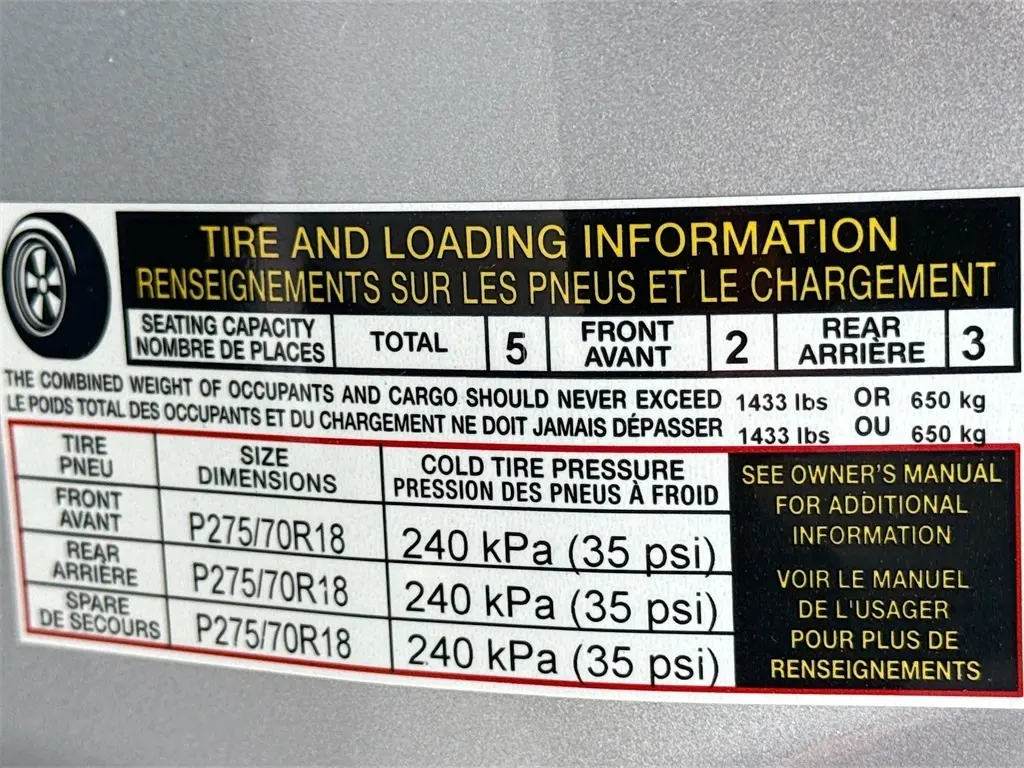 TIRE AND LOADING INFORMATION
RENSEIGNEMENTS SUR LES PNEUS ET LE CHARGEMENT
SEATING CAPACITY
NOMBRE DE PLACES
TOTAL
5
FRONT
AVANT
2
REAR
ARRIÈRE
3
THE COMBINED WEIGHT OF OCCUPANTS AND CARGO SHOULD NEVER EXCEED 1433 lbs OR 650 kg
LE POIDS TOTAL DES OCCUPANTS ET DU CHARGEMENT NE DOIT JAMAIS DÉPASSER 1433 lbs OU 650 kg
TIRE
PNEU
SIZE
DIMENSIONS
COLD TIRE PRESSURE
PRESSION DES PNEUS À FROID
FRONT
AVANT
P275/70R18
240 kPa (35 psi)
REAR
ARRIÈRE
P275/70R18
240 kPa (35 psi)
SPARE
DE SECOURS
P275/70R18
240 kPa (35 psi)
SEE OWNER'S MANUAL
FOR ADDITIONAL
INFORMATION
VOIR LE MANUEL
DE L'USAGER
POUR PLUS DE
RENSEIGNEMENTS